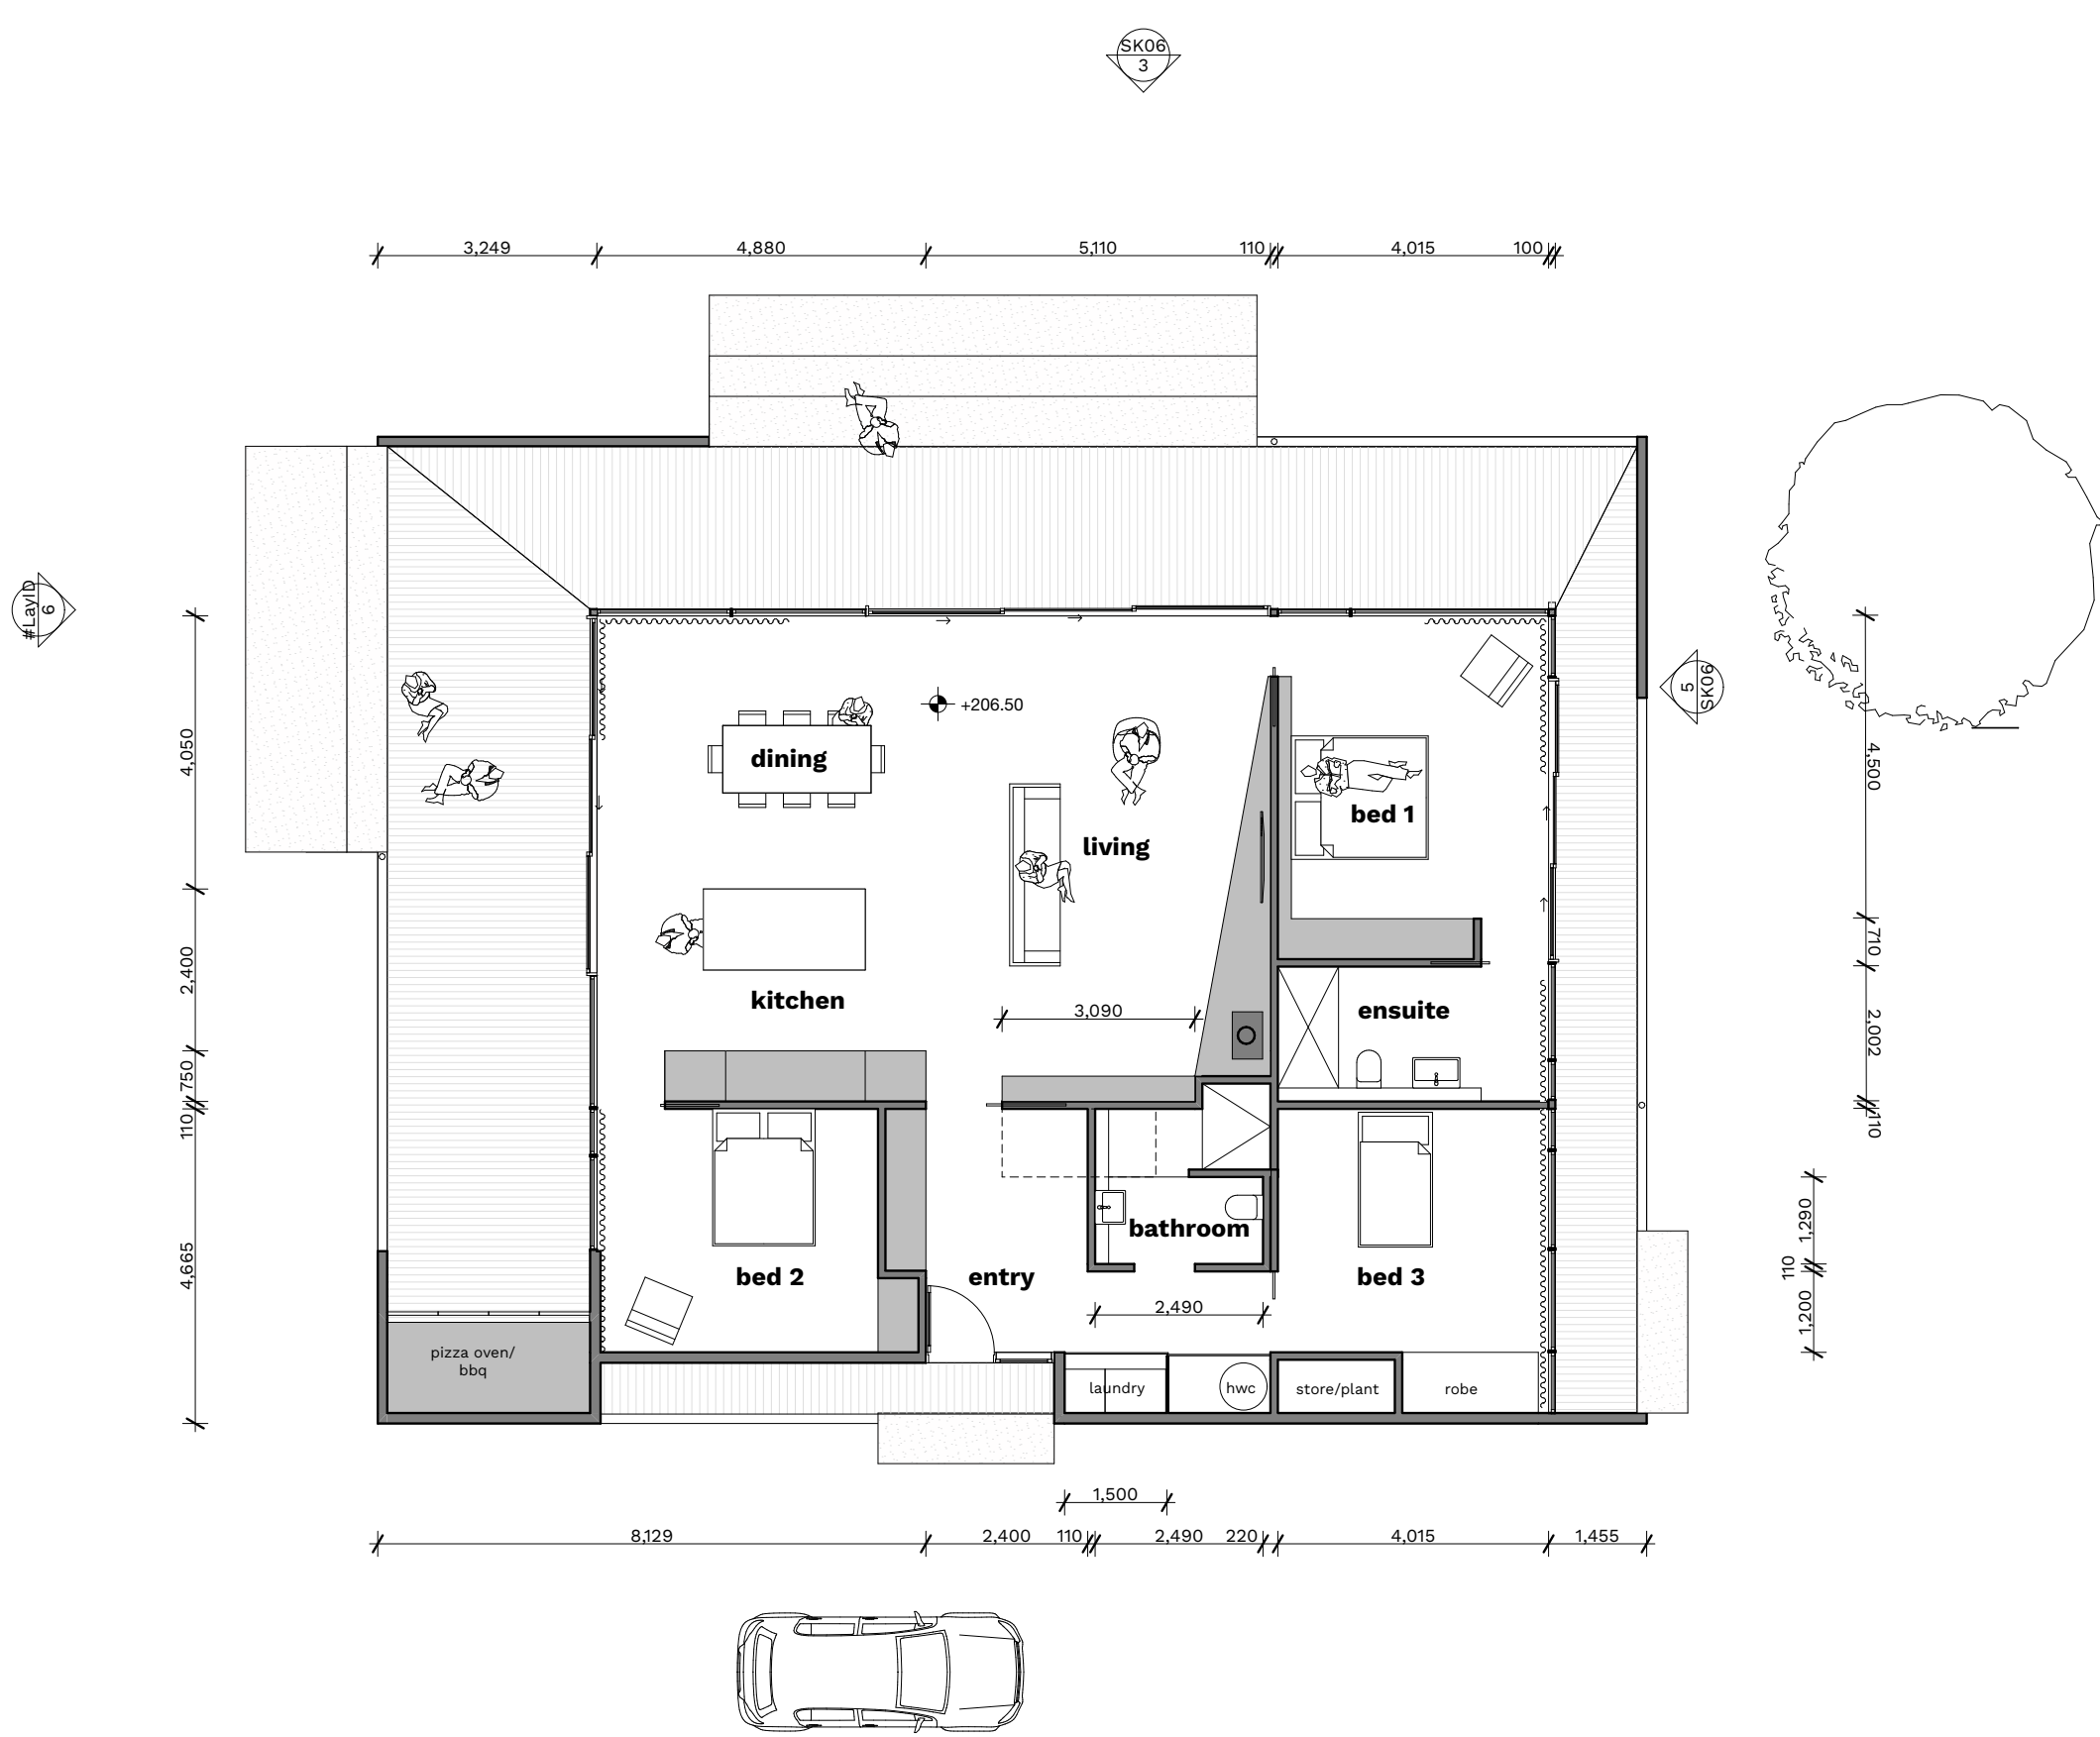 SK06
3
3,249
4,880
5,110
110
4,015
100
#LayID
6
5
SK06
+206.50
dining
bed 1
living
4,050
4,500
kitchen
3,090
ensuite
2,400
710
2,002
750
110
110
bathroom
bed 2
entry
bed 3
4,665
2,490
1,290
110
1,200
pizza oven/
bbq
laundry
hwc
store/plant
robe
1,500
8,129
2,400
110
2,490
220
4,015
1,455